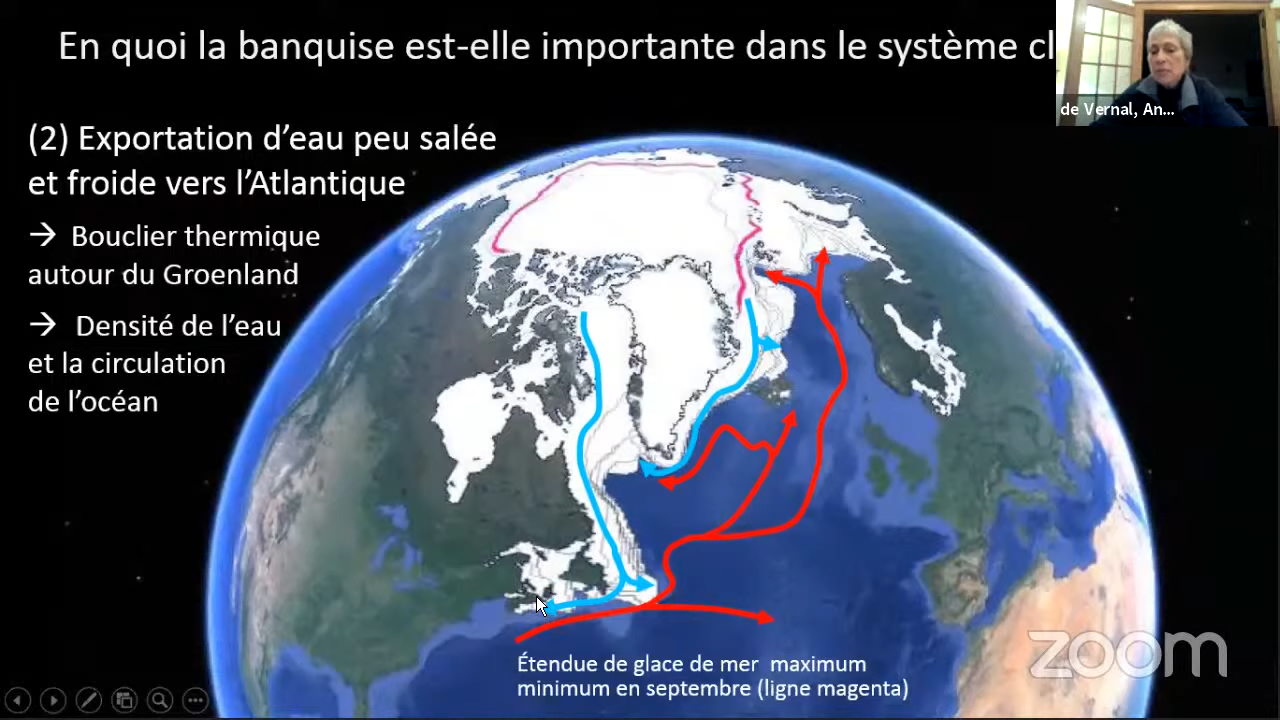 En quoi la banquise est-elle importante dans le système cl
de Vernal, An...
(2) Exportation d'eau peu salée
et froide vers l'Atlantique
→ Bouclier thermique
autour du Groenland
→ Densité de l'eau
et la circulation
de l'océan
zoom
Étendue de glace de mer maximum
minimum en septembre (ligne magenta)